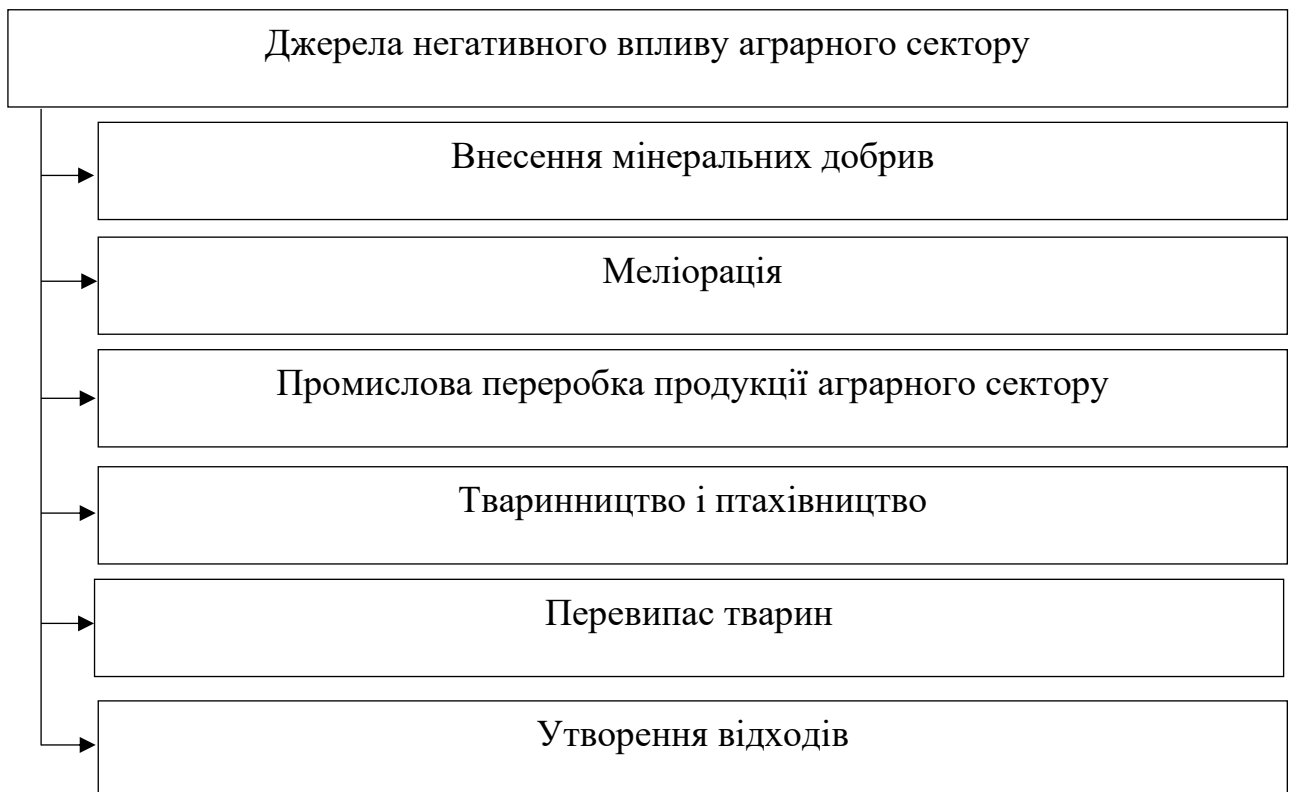 Джерела негативного впливу аграрного сектору
Внесення мінеральних добрив
Меліорація
Промислова переробка продукції аграрного сектору
Тваринництво і птахівництво
Перевипас тварин
Утворення відходів